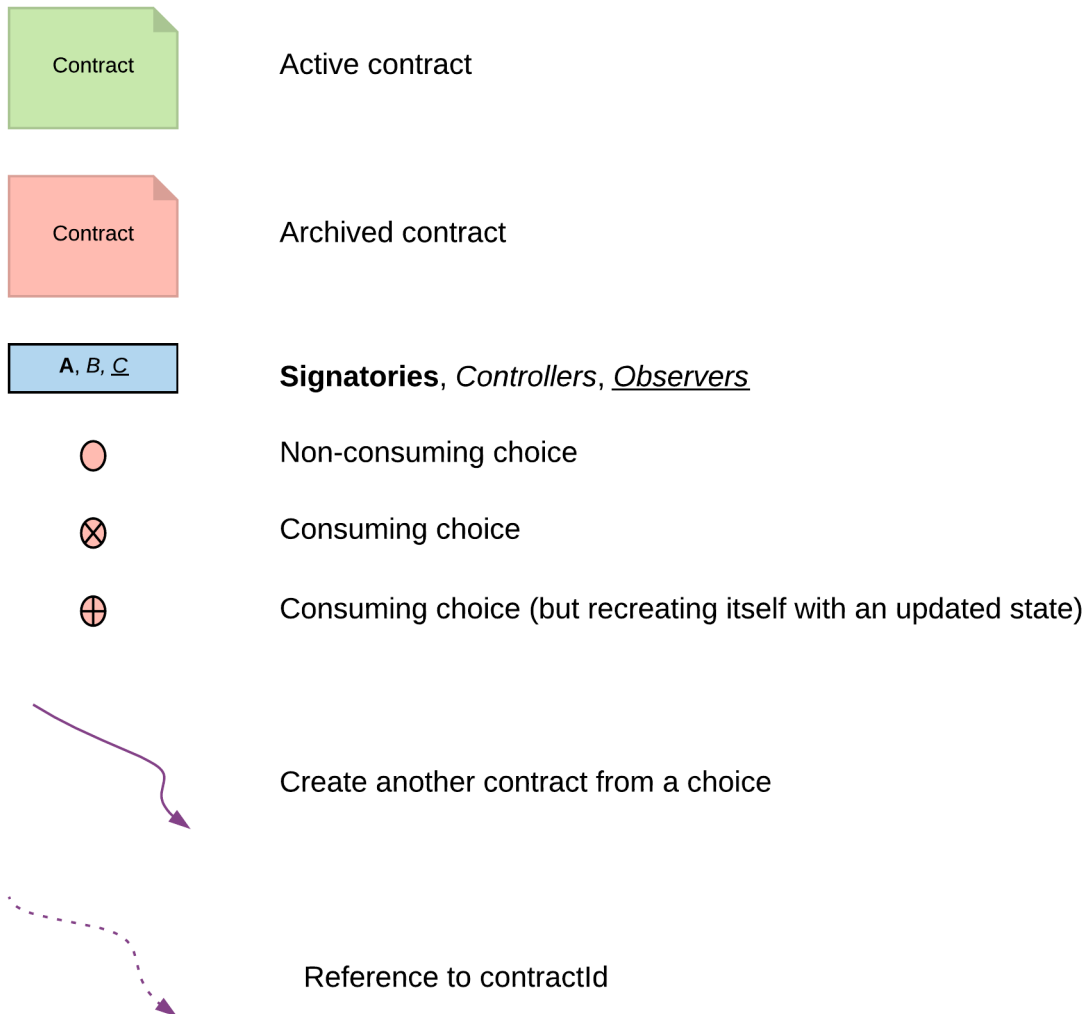 Contract
Active contract
Contract
Archived contract
A, B, C
Signatories, Controllers, Observers
Non-consuming choice
Consuming choice
Consuming choice (but recreating itself with an updated state)
Create another contract from a choice
Reference to contractId